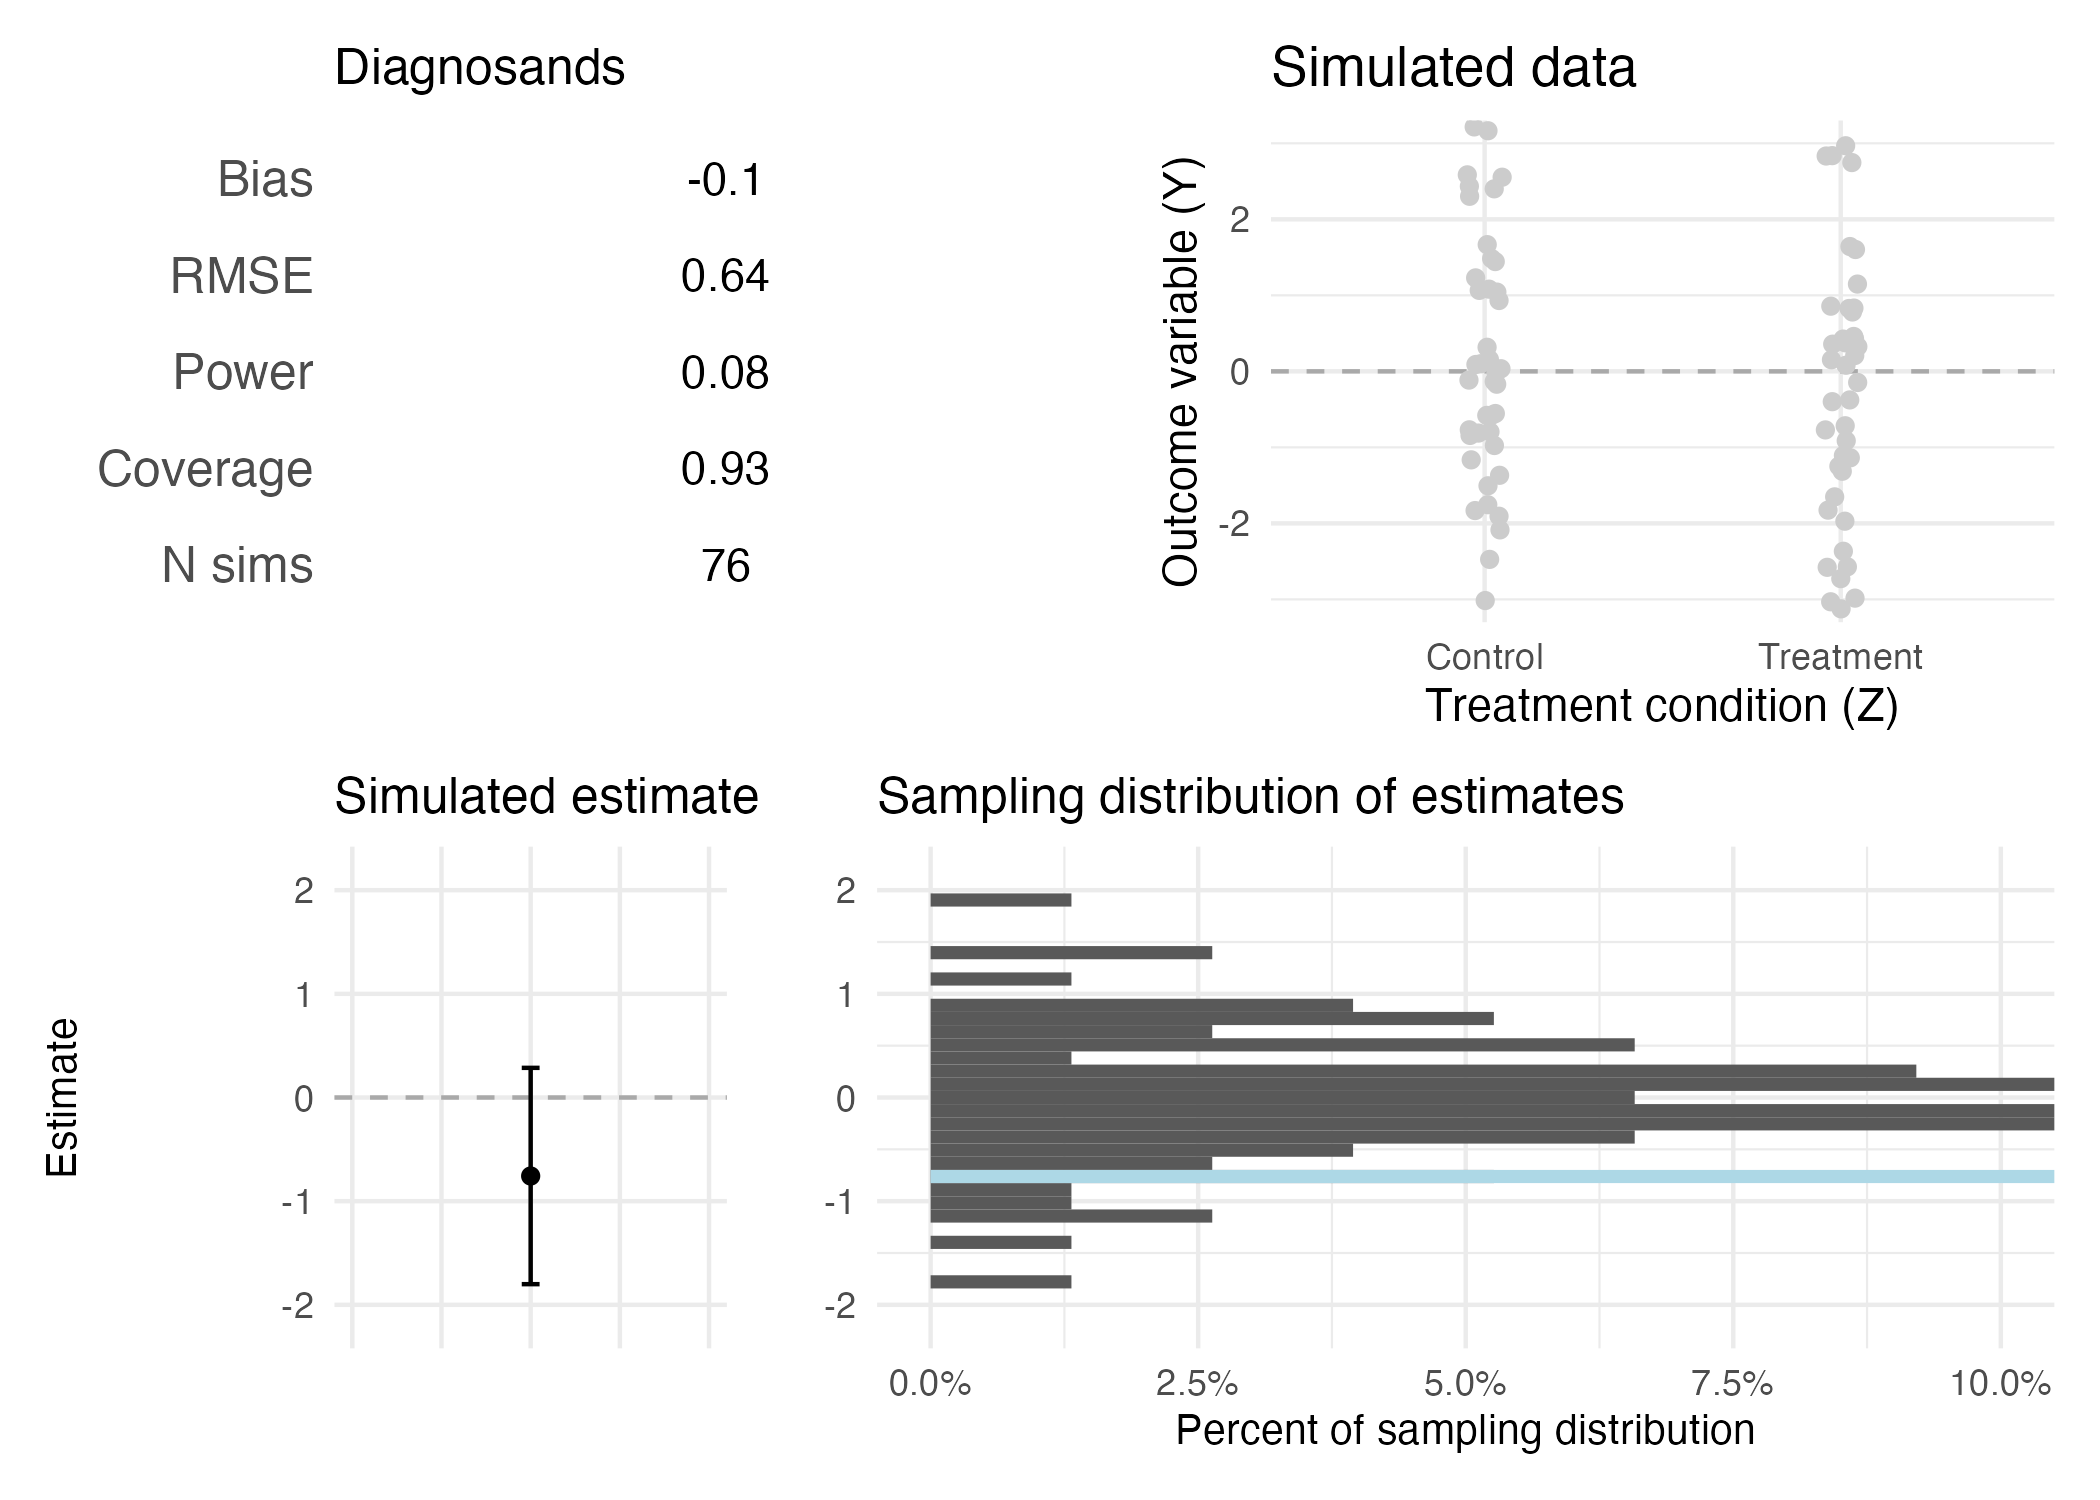 Diagnosands
Bias -0.1
RMSE 0.64
Power 0.08
Coverage 0.93
N sims 76
Simulated data
Outcome variable (Y)
2
0
-2
Control Treatment
Treatment condition (Z)
Simulated estimate
Estimate
2
1
0
-1
-2
Sampling distribution of estimates
2
1
0
-1
-2
0.0% 2.5% 5.0% 7.5% 10.0%
Percent of sampling distribution